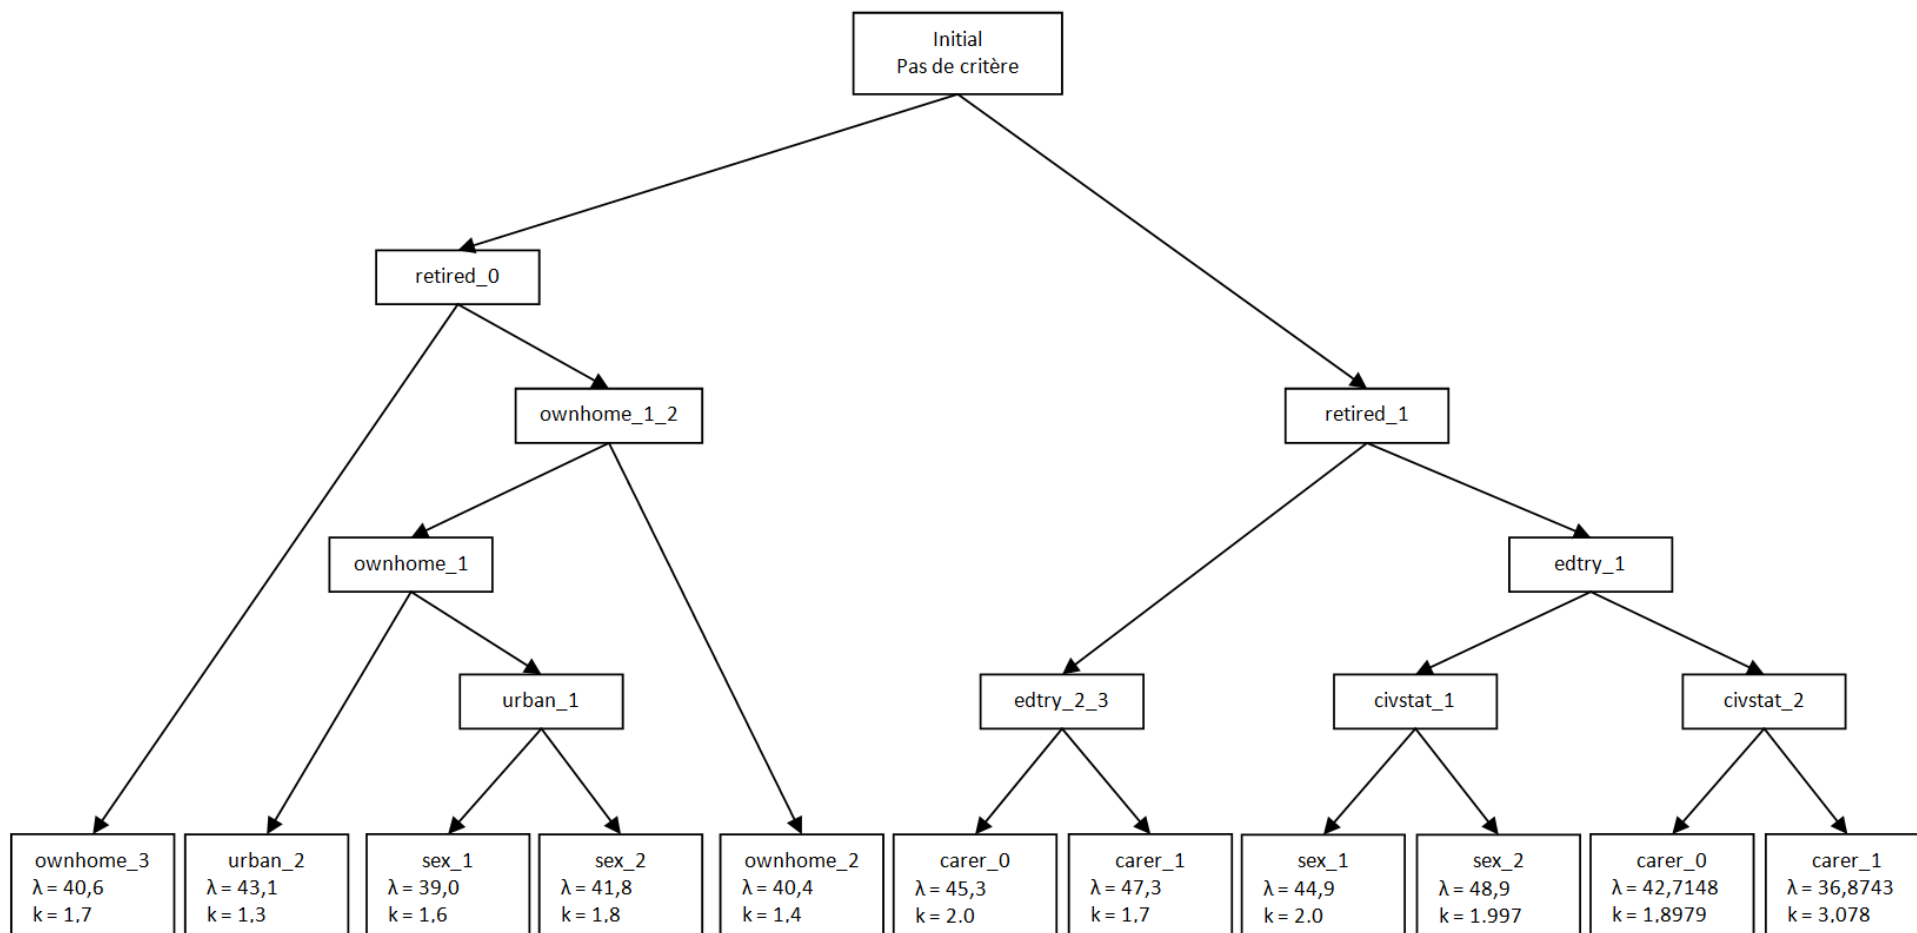 Initial
Pas de critère
retired_0
ownhome_1_2
retired_1
ownhome_1
edtry_1
urban_1
edtry_2_3
civstat_1
civstat_2
ownhome_3
λ = 40,6
k = 1,7
urban_2
λ = 43,1
k = 1,3
sex_1
λ = 39,0
k = 1,6
sex_2
λ = 41,8
k = 1,8
ownhome_2
λ = 40,4
k = 1,4
carer_0
λ = 45,3
k = 2.0
carer_1
λ = 47,3
k = 1,7
sex_1
λ = 44,9
k = 2.0
sex_2
λ = 48,9
k = 1.997
carer_0
λ = 42,7148
k = 1,8979
carer_1
λ = 36,8743
k = 3,078